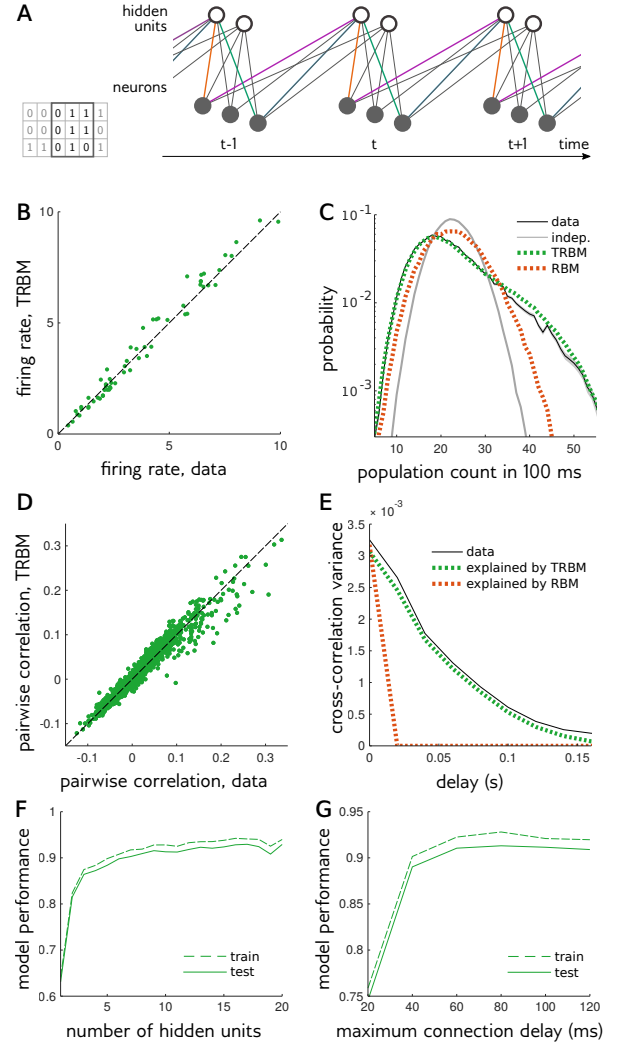 A
hidden
units
neurons
0 0 0 1 1 1
0 0 0 1 1 0
1 1 0 1 0 1
t-1 t t+1 time
B
10
5
0
0 5 10
firing rate, TRBM
firing rate, data
C
10-1
10-2
10-3
10 20 30 40 50
probability
population count in 100 ms
data
indep.
TRBM
RBM
D
0.3
0.2
0.1
0
-0.1
-0.1 0 0.1 0.2 0.3
pairwise correlation, TRBM
pairwise correlation, data
E
× 10-3
3.5
3
2.5
2
1.5
1
0.5
0
0 0.05 0.1 0.15
cross-correlation variance
delay (s)
data
explained by TRBM
explained by RBM
F
1
0.9
0.8
0.7
0.6
5 10 15 20
model performance
number of hidden units
train
test
G
0.95
0.9
0.85
0.8
0.75
20 40 60 80 100 120
model performance
maximum connection delay (ms)
train
test